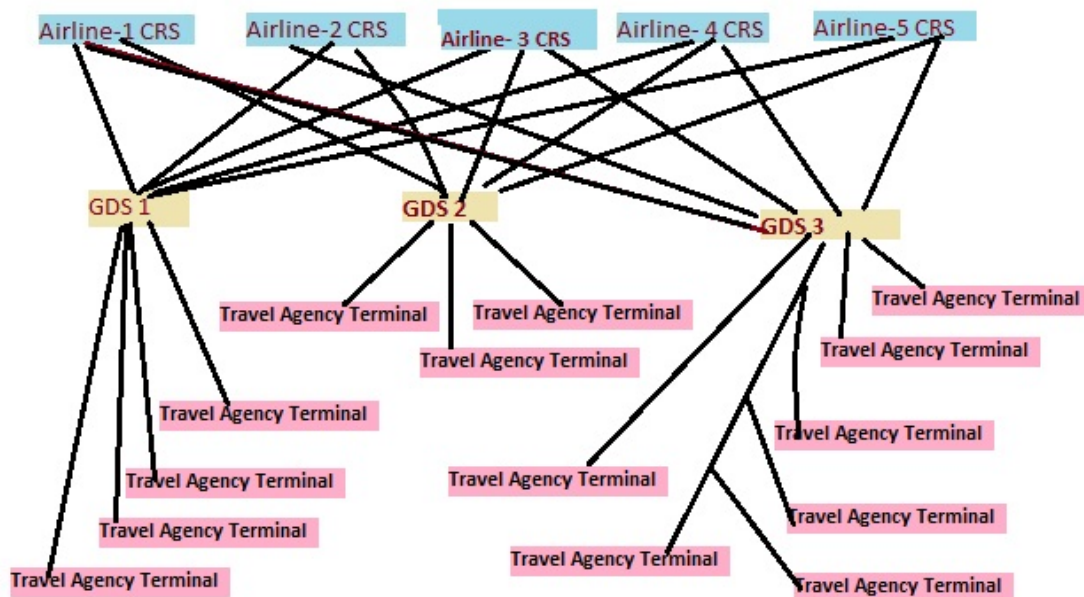 Airline-1 CRS
Airline-2 CRS
Airline- 3 CRS
Airline- 4 CRS
Airline-5 CRS
GDS 1
GDS 2
GDS 3
Travel Agency Terminal
Travel Agency Terminal
Travel Agency Terminal
Travel Agency Terminal
Travel Agency Terminal
Travel Agency Terminal
Travel Agency Terminal
Travel Agency Terminal
Travel Agency Terminal
Travel Agency Terminal
Travel Agency Terminal
Travel Agency Terminal
Travel Agency Terminal
Travel Agency Terminal